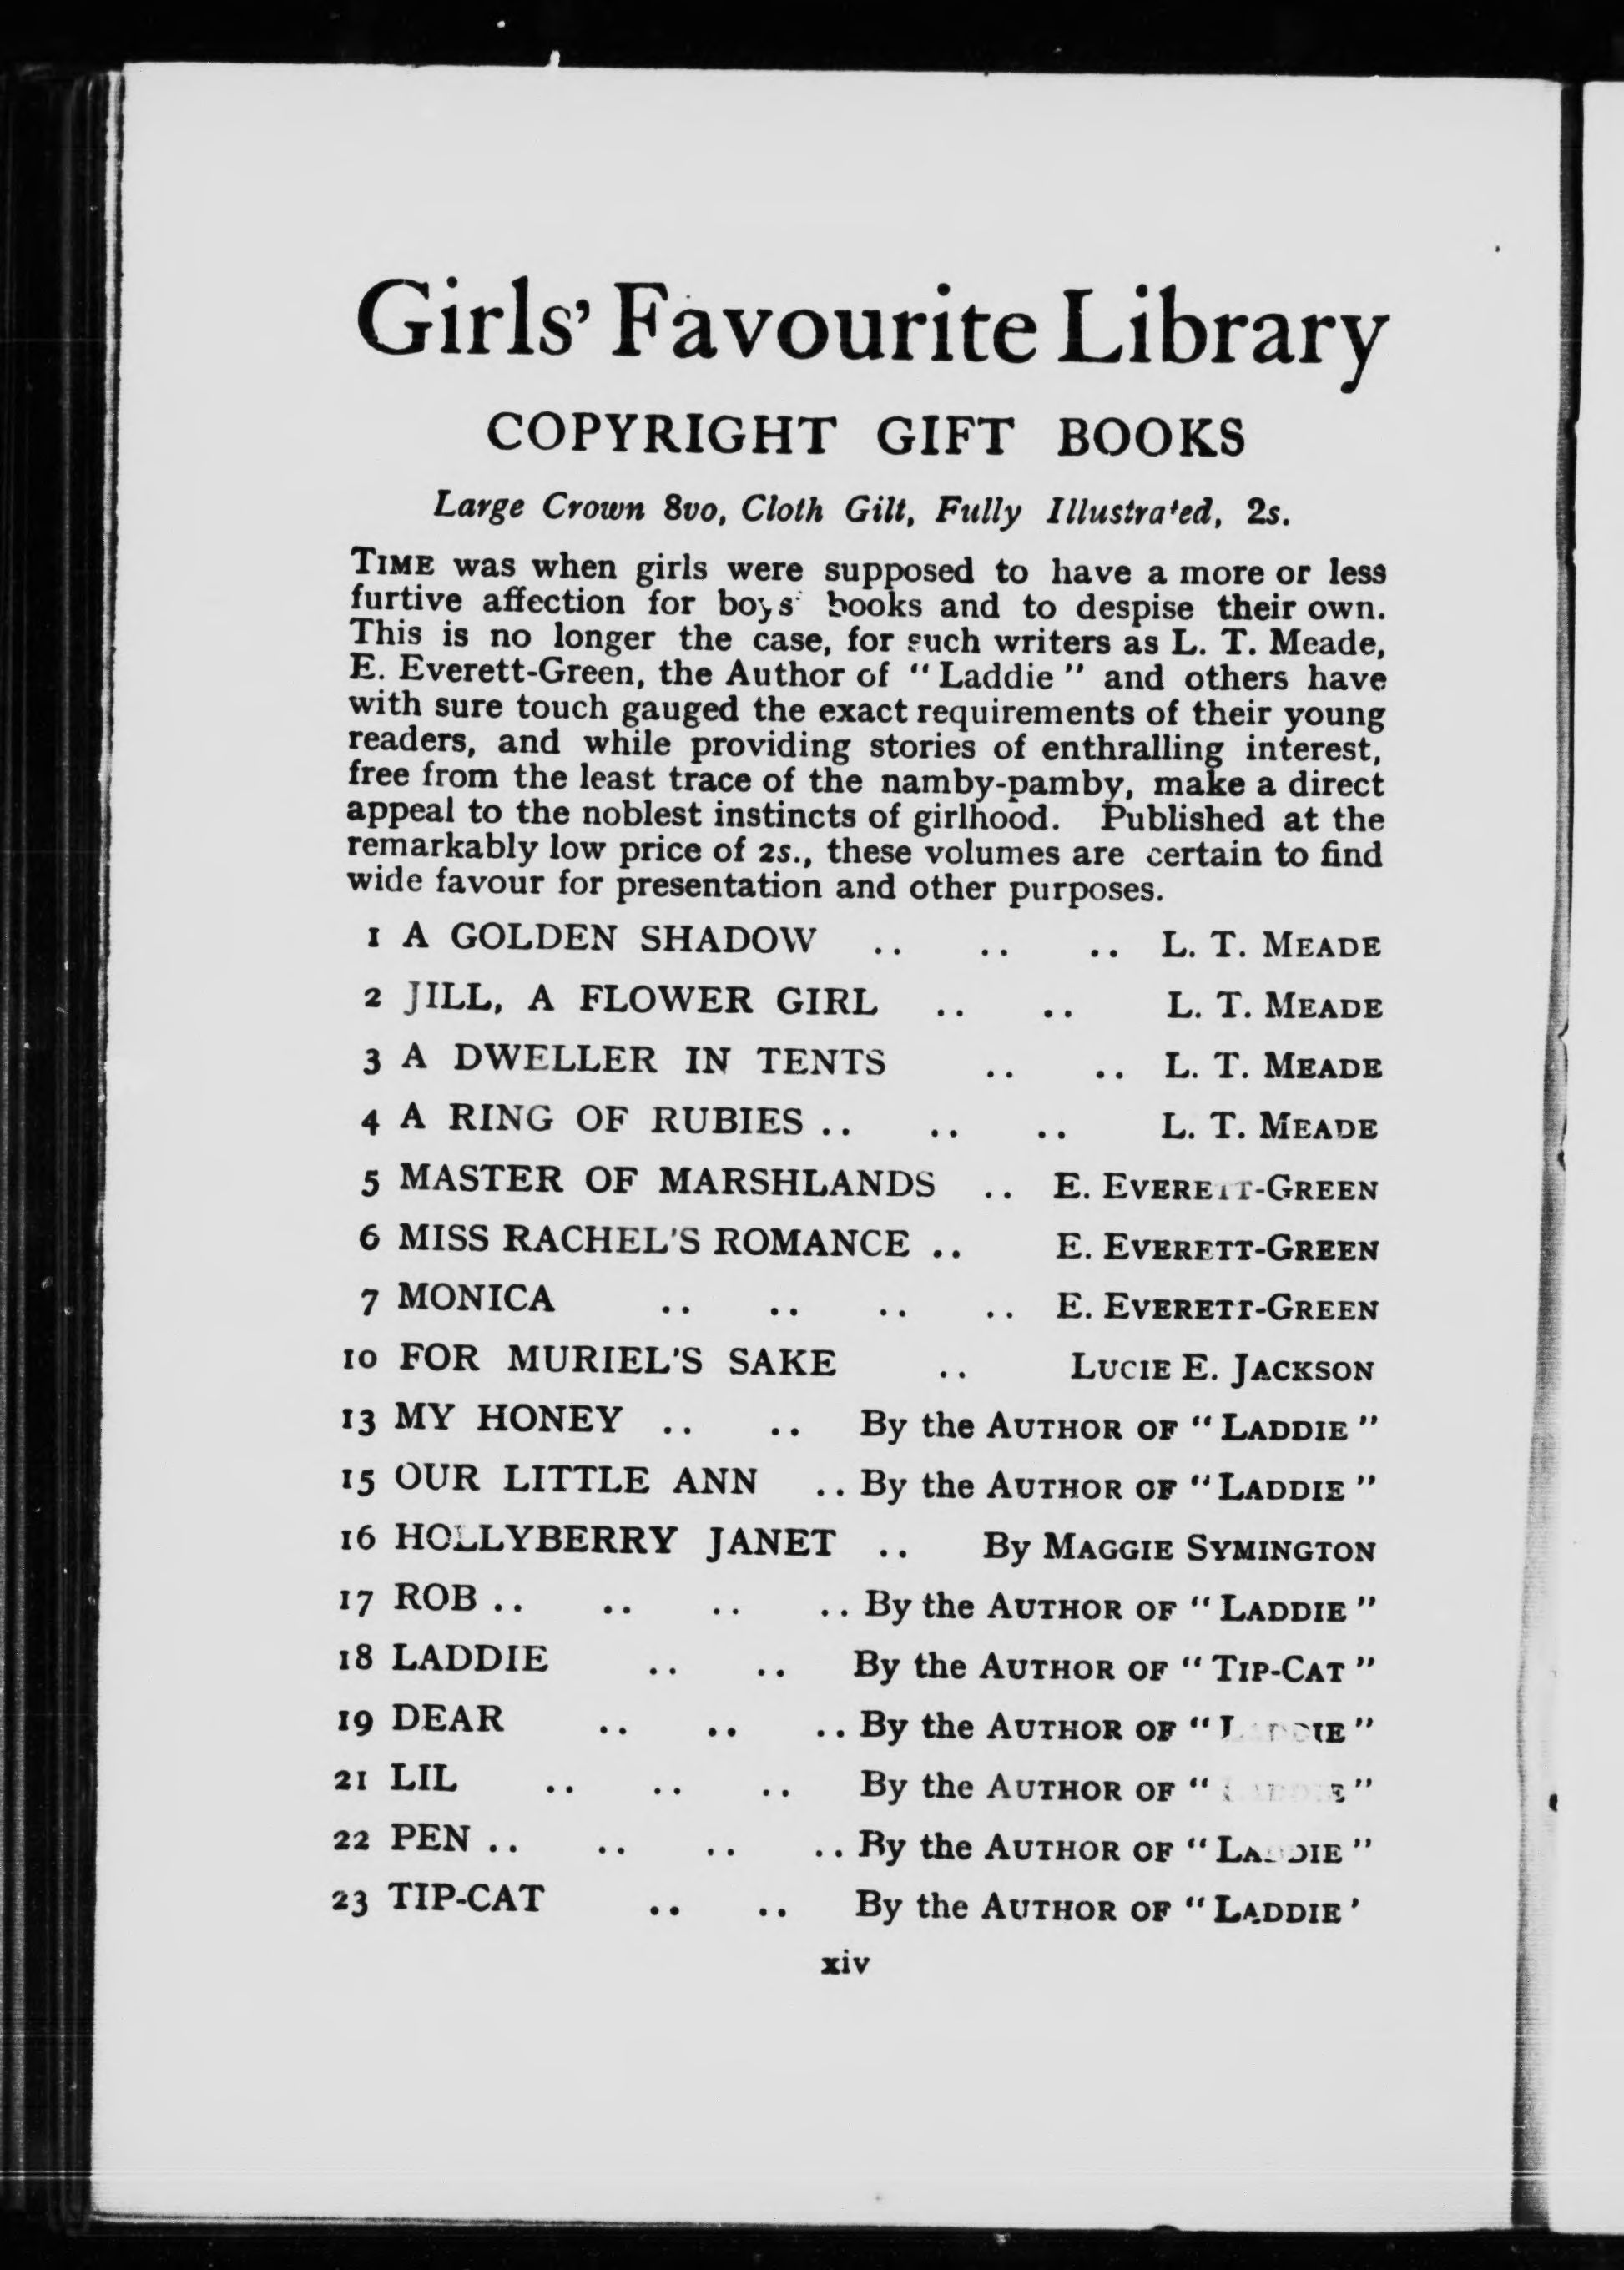 Girls' Favourite Library
COPYRIGHT GIFT BOOKS
Large Crown 8vo, Cloth Gilt, Fully Illustrated, 2s.
TIME was when girls were supposed to have a more or less
furtive affection for boys' books and to despise their own.
This is no longer the case, for such writers as L. T. Meade,
E. Everett-Green, the Author of "Laddie" and others have
with sure touch gauged the exact requirements of their young
readers, and while providing stories of enthralling interest,
free from the least trace of the namby-pamby, make a direct
appeal to the noblest instincts of girlhood. Published at the
remarkably low price of 2s., these volumes are certain to find
wide favour for presentation and other purposes.
1 A GOLDEN SHADOW .. .. .. L. T. MEADE
2 JILL, A FLOWER GIRL .. .. L. T. MEADE
3 A DWELLER IN TENTS .. .. L. T. MEADE
4 A RING OF RUBIES .. .. .. L. T. MEADE
5 MASTER OF MARSHLANDS .. E. EVERETT-GREEN
6 MISS RACHEL'S ROMANCE .. E. EVERETT-GREEN
7 MONICA .. .. .. .. E. EVERETT-GREEN
10 FOR MURIEL'S SAKE .. LUCIE E. JACKSON
13 MY HONEY .. .. By the AUTHOR OF "LADDIE"
15 OUR LITTLE ANN .. By the AUTHOR OF "LADDIE"
16 HOLLYBERRY JANET .. By MAGGIE SYMINGTON
17 ROB .. .. .. .. By the AUTHOR OF "LADDIE"
18 LADDIE .. .. By the AUTHOR OF "TIP-CAT"
19 DEAR .. .. .. By the AUTHOR OF "LADDIE"
21 LIL .. .. .. By the AUTHOR OF "LADDIE"
22 PEN .. .. .. .. By the AUTHOR OF "LADDIE"
23 TIP-CAT .. .. By the AUTHOR OF "LADDIE'
xiv